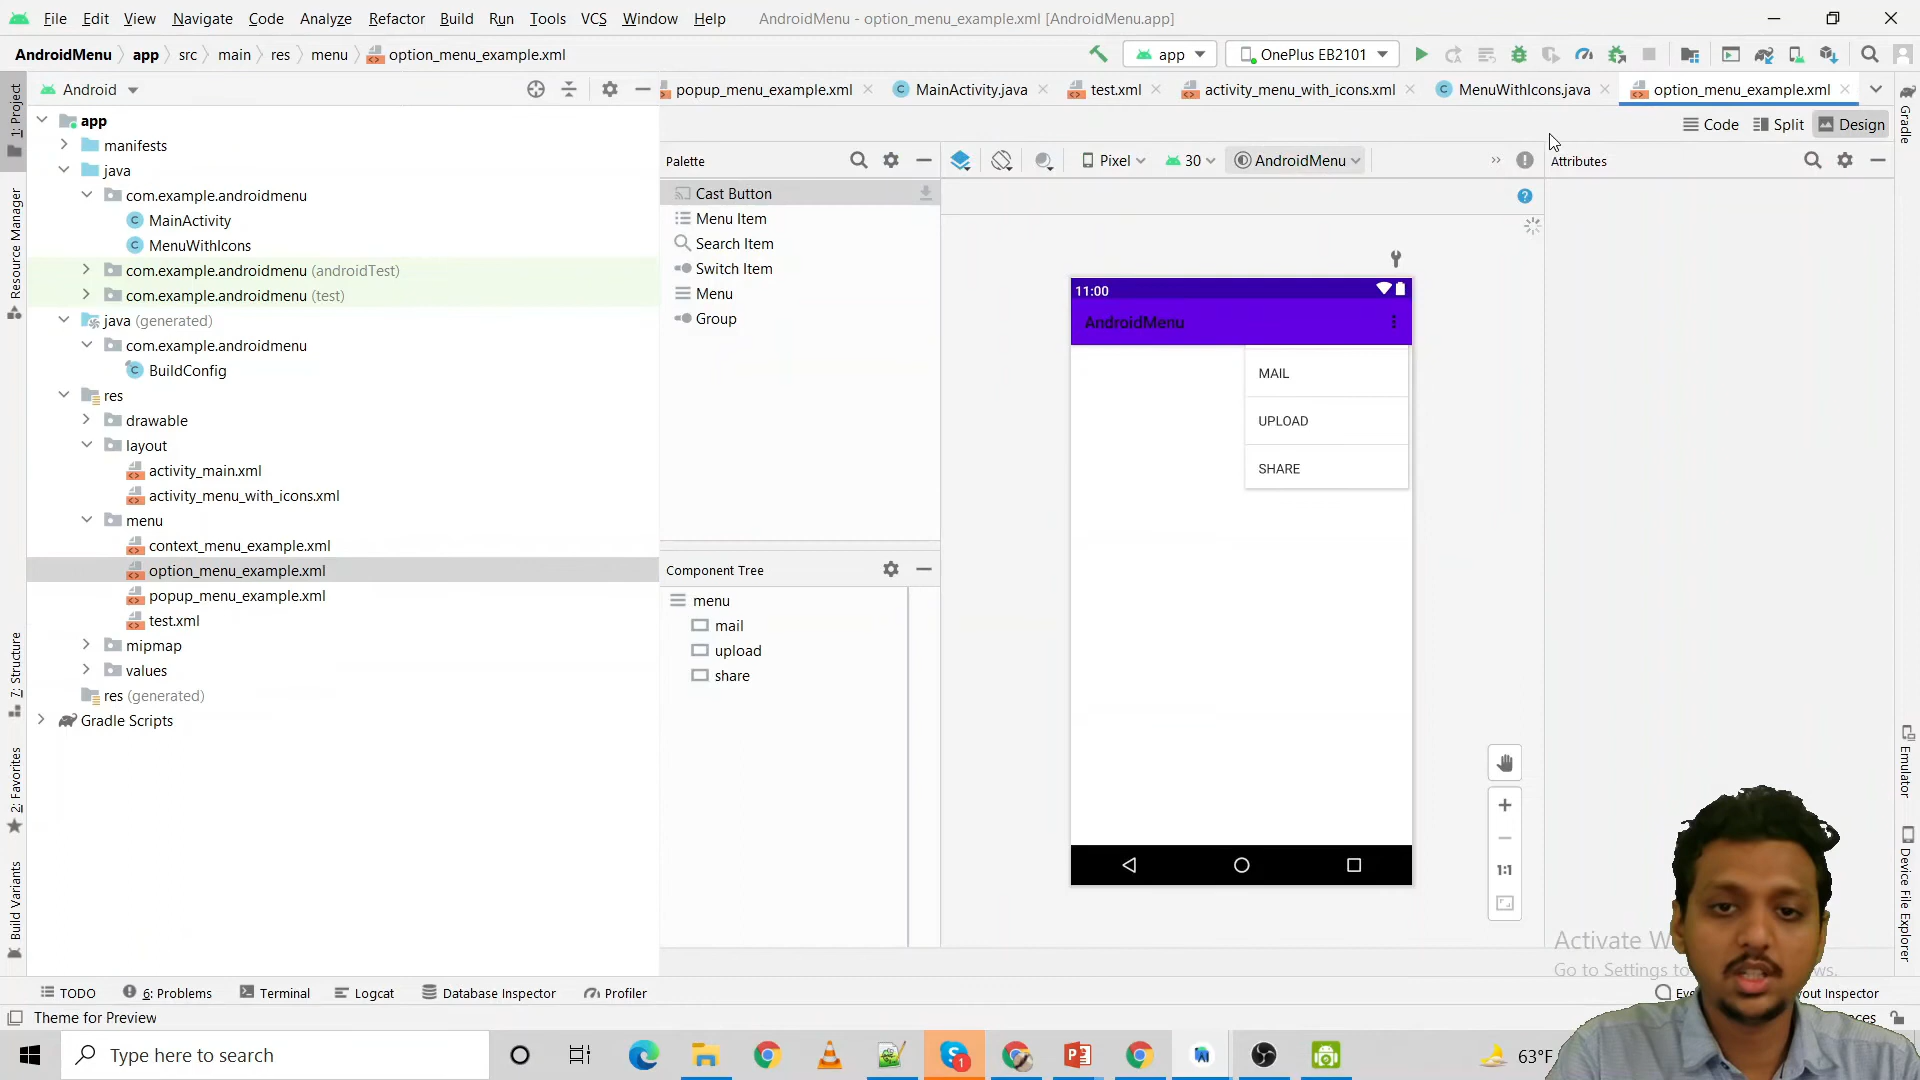 File Edit View Navigate Code Analyze Refactor Build Run Tools VCS Window Help AndroidMenu - option_menu_example.xml [AndroidMenu.app]
AndroidMenu app src main res menu option_menu_example.xml app OnePlus EB2101
Android
popup_menu_example.xml MainActivity.java test.xml activity_menu_with_icons.xml MenuWithIcons.java option_menu_example.xml
Code Split Design
1: Project
Resource Manager
7: Structure
2: Favorites
Build Variants
app
manifests
java
com.example.androidmenu
MainActivity
MenuWithIcons
com.example.androidmenu (androidTest)
com.example.androidmenu (test)
java (generated)
com.example.androidmenu
BuildConfig
res
drawable
layout
activity_main.xml
activity_menu_with_icons.xml
menu
context_menu_example.xml
option_menu_example.xml
popup_menu_example.xml
test.xml
mipmap
values
res (generated)
Gradle Scripts
Palette
Cast Button
Menu Item
Search Item
Switch Item
Menu
Group
Component Tree
menu
mail
upload
share
Pixel 30 AndroidMenu
11:00
AndroidMenu
MAIL
UPLOAD
SHARE
1:1
Attributes
Gradle
Emulator
Device File Explorer
Activate
Go to Settings to
TODO 6: Problems Terminal Logcat Database Inspector Profiler Inspector
Theme for Preview
Type here to search
1
63°F